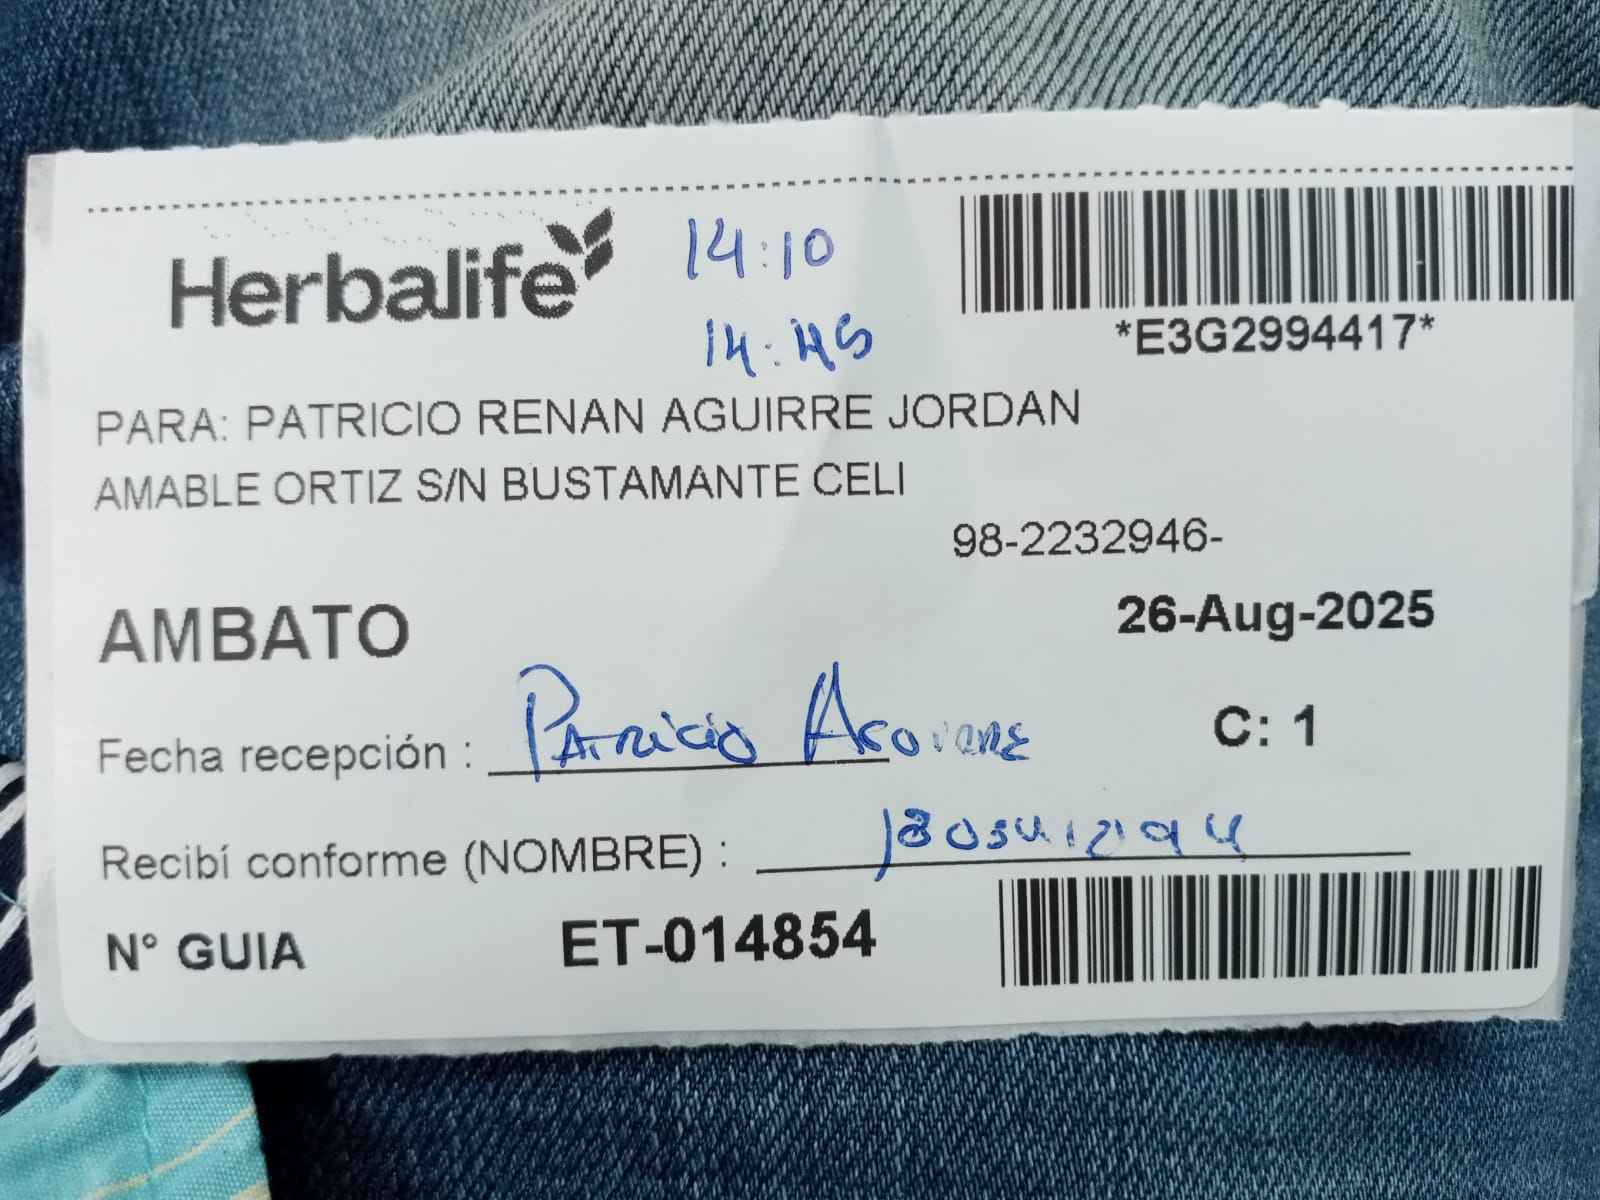 Herbalife
14:10
14:45
*E3G2994417*
PARA: PATRICIO RENAN AGUIRRE JORDAN
AMABLE ORTIZ S/N BUSTAMANTE CELI
98-2232946-
AMBATO
26-Aug-2025
Fecha recepción : Patricio Aguirre
C: 1
Recibí conforme (NOMBRE) :
N° GUIA ET-014854